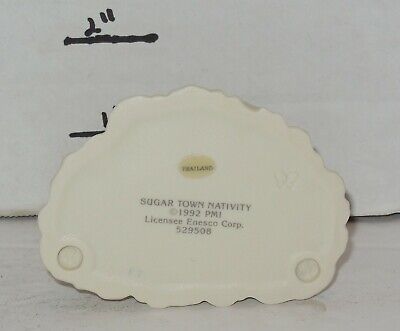 2"
THAILAND
SUGAR TOWN NATIVITY
©1992 PMI
Licensee Enesco Corp.
529508